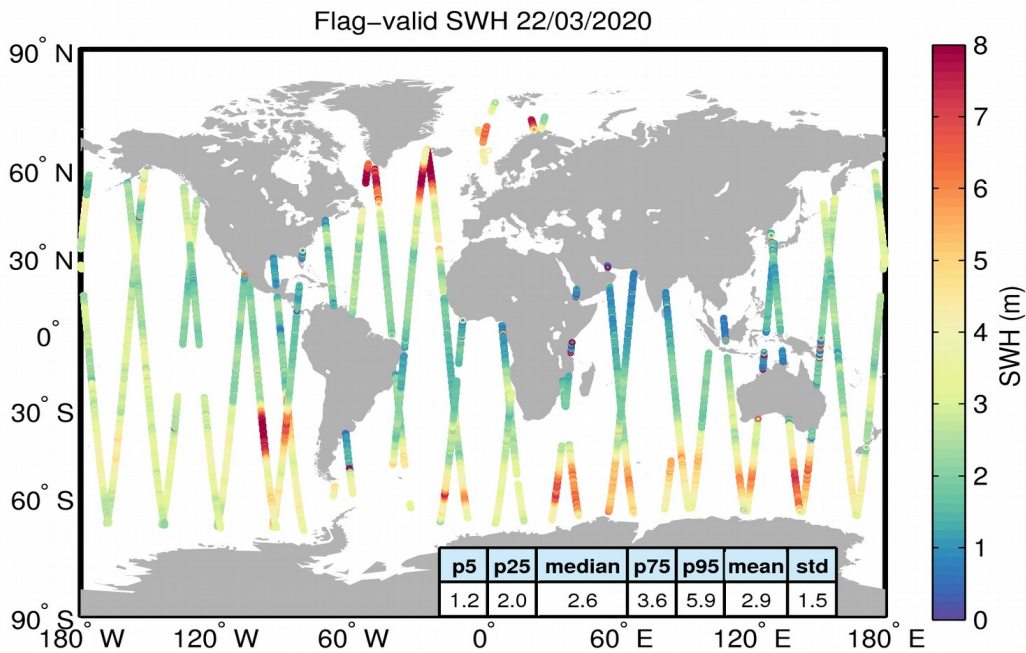 Flag−valid SWH 22/03/2020
90° N
60° N
30° N
0°
30° S
60° S
90° S
180° W
120° W
60° W
0°
60° E
120° E
180° E
p5 p25 median p75 p95 mean std
1.2 2.0 2.6 3.6 5.9 2.9 1.5
8
7
6
5
4
3
2
1
0
SWH (m)